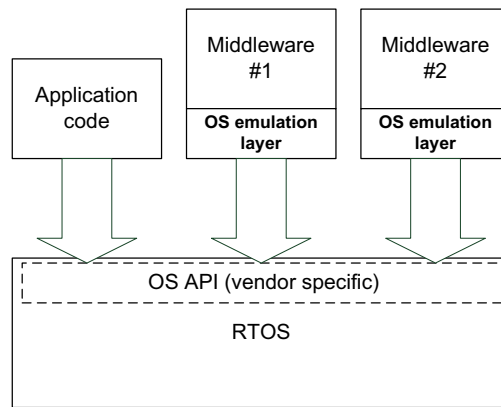 Application
code
Middleware
#1
OS emulation
layer
Middleware
#2
OS emulation
layer
OS API (vendor specific)
RTOS